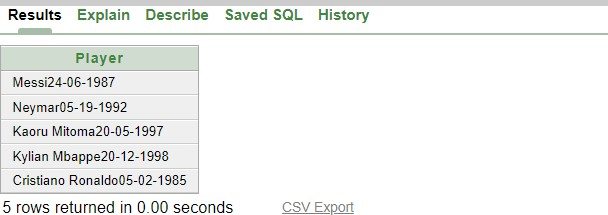 Results Explain Describe Saved SQL History
Player
Messi24-06-1987
Neymar05-19-1992
Kaoru Mitoma20-05-1997
Kylian Mbappe20-12-1998
Cristiano Ronaldo05-02-1985
5 rows returned in 0.00 seconds CSV Export